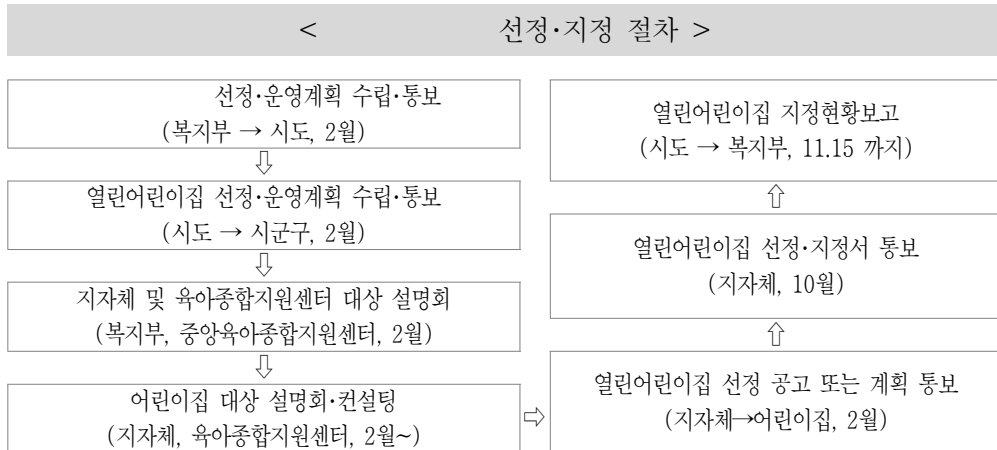 < 선정·지정 절차 >
선정·운영계획 수립·통보
(복지부 → 시도, 2월)
⇩
열린어린이집 선정·운영계획 수립·통보
(시도 → 시군구, 2월)
⇩
지자체 및 육아종합지원센터 대상 설명회
(복지부, 중앙육아종합지원센터, 2월)
⇩
어린이집 대상 설명회·컨설팅
(지자체, 육아종합지원센터, 2월~)
⇨
열린어린이집 선정 공고 또는 계획 통보
(지자체→어린이집, 2월)
⇧
열린어린이집 선정·지정서 통보
(지자체, 10월)
⇧
열린어린이집 지정현황보고
(시도 → 복지부, 11.15 까지)